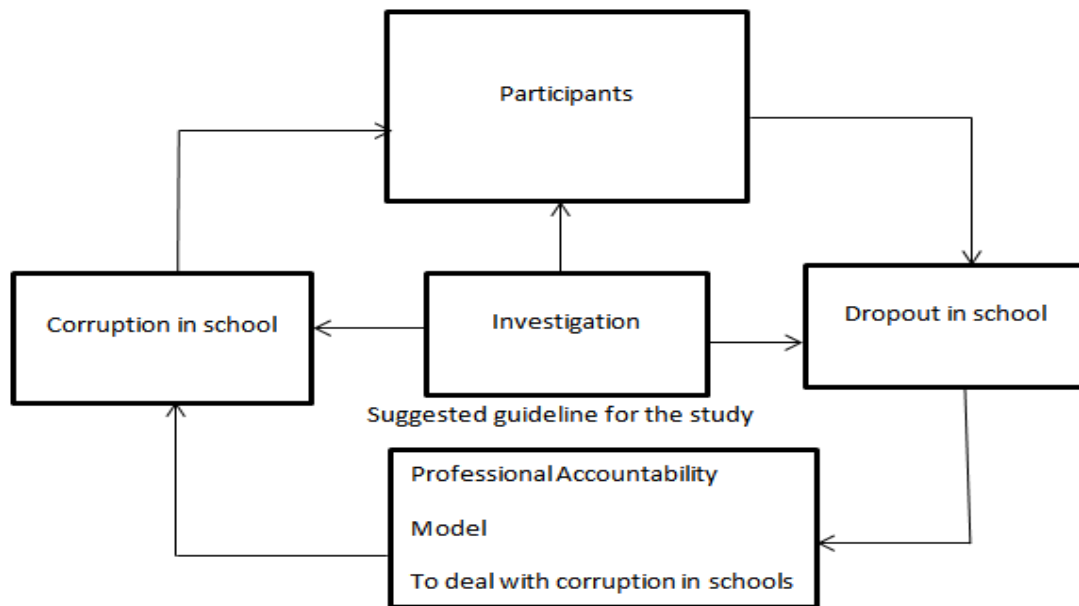 Participants
Corruption in school
Investigation
Dropout in school
Suggested guideline for the study
Professional Accountability
Model
To deal with corruption in schools